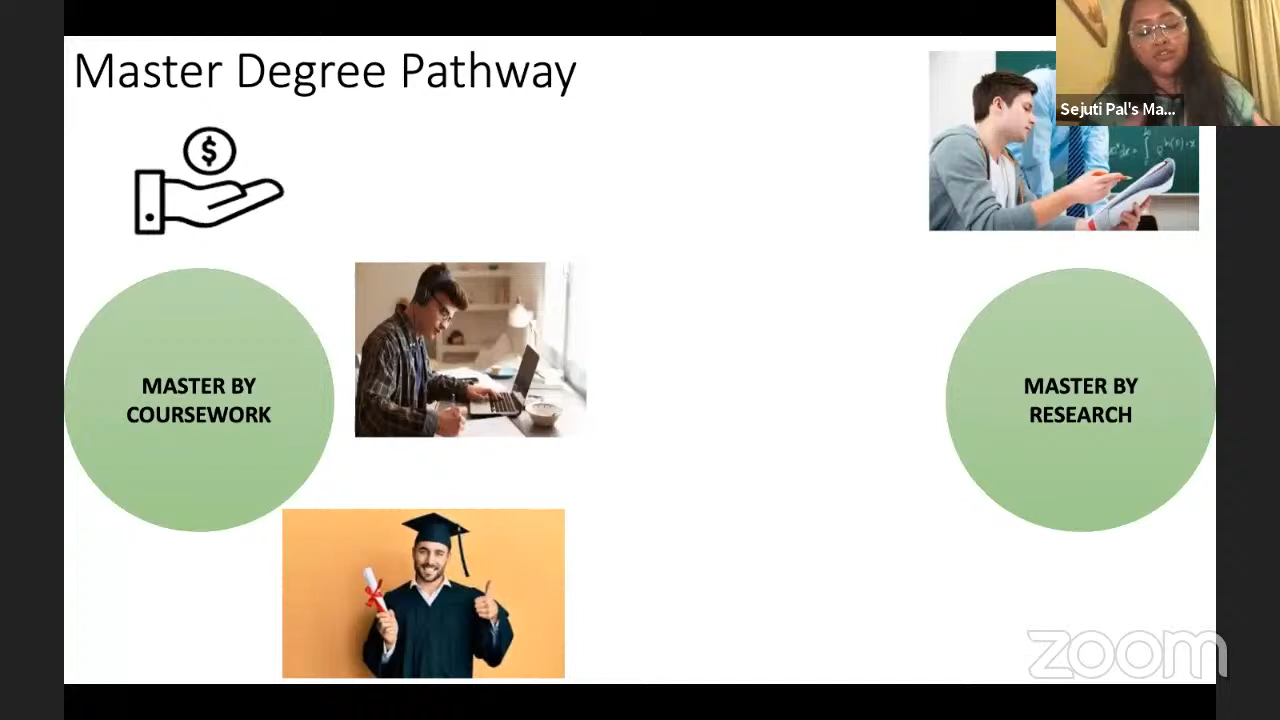 Master Degree Pathway
Sejuti Pal's Ma...
$
MASTER BY
COURSEWORK
MASTER BY
RESEARCH
zoom